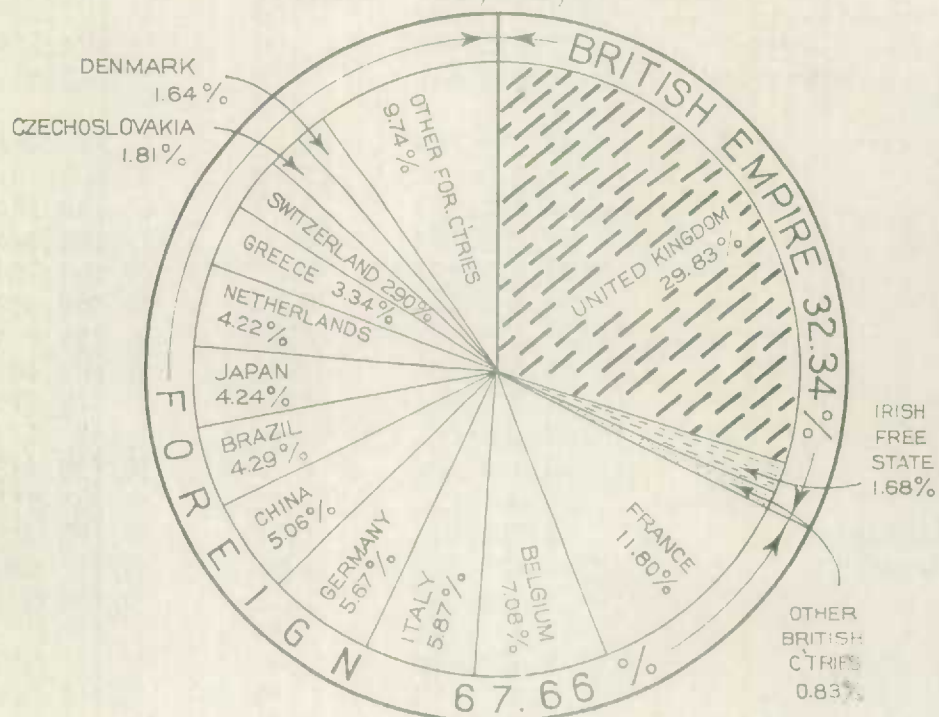 BRITISH EMPIRE 32.34%
UNITED KINGDOM
29.83%
IRISH
FREE
STATE
1.68%
OTHER
BRITISH
C'TRIES
0.83%
FOREIGN 67.66 %
FRANCE
11.80%
BELGIUM
7.08%
ITALY
5.87%
GERMANY
5.67%
CHINA
5.06%
BRAZIL
4.29%
JAPAN
4.24%
NETHERLANDS
4.22%
GREECE 3.34%
SWITZERLAND 2.90%
CZECHOSLOVAKIA
1.81%
DENMARK
1.64%
OTHER FOR. C'TRIES
9.74%